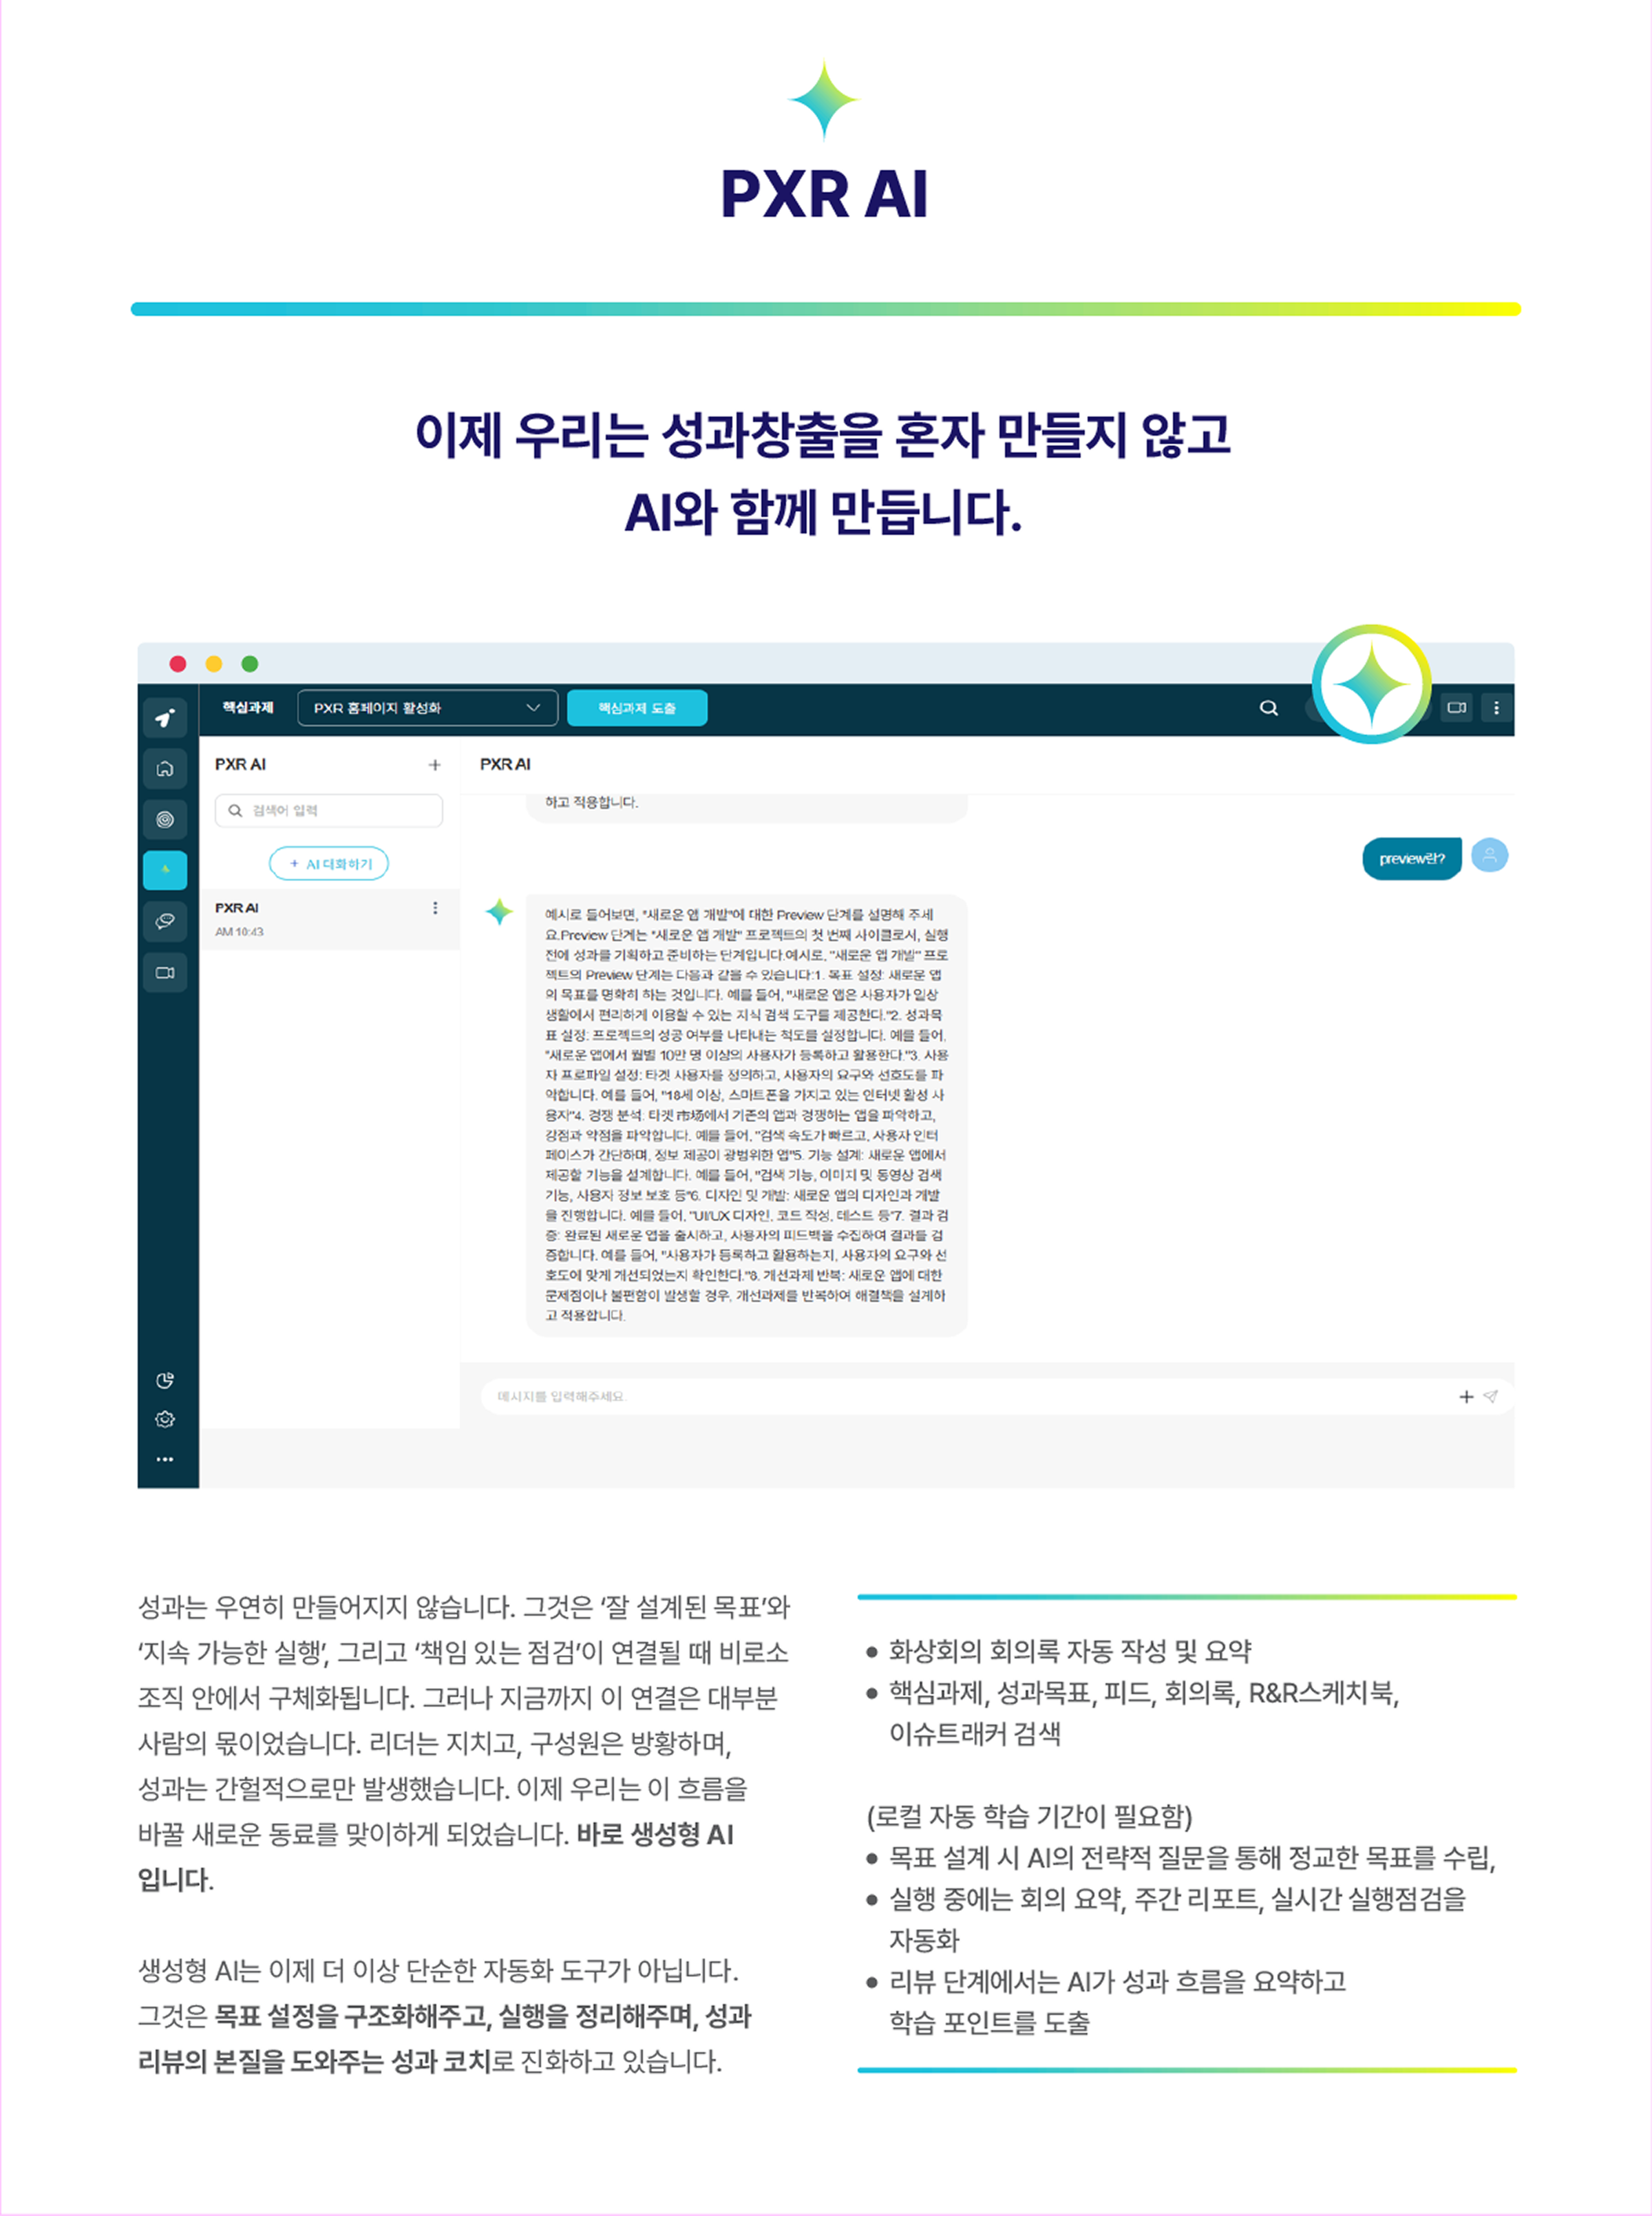 PXR AI
이제 우리는 성과창출을 혼자 만들지 않고
AI와 함께 만듭니다.
핵심과제
PXR 홈페이지 활성화
핵심과제 도출
PXR AI
PXR AI
검색어 입력
+ AI 대화하기
PXR AI
AM 10:43
하고 적용합니다.
preview란?
예시로 들어보면, "새로운 앱 개발"에 대한 Preview 단계를 설명해 주세
요.Preview 단계는 "새로운 앱 개발" 프로젝트의 첫 번째 사이클로서, 실행
전에 성과를 기획하고 준비하는 단계입니다.예시로, "새로운 앱 개발" 프로
젝트의 Preview 단계는 다음과 같을 수 있습니다:1. 목표 설정: 새로운 앱
의 목표를 명확히 하는 것입니다. 예를 들어, "새로운 앱은 사용자가 일상
생활에서 편리하게 이용할 수 있는 지식 검색 도구를 제공한다."2. 성과목
표 설정: 프로젝트의 성공 여부를 나타내는 척도를 설정합니다. 예를 들어,
"새로운 앱에서 월별 10만 명 이상의 사용자가 등록하고 활용한다."3. 사용
자 프로파일 설정: 타겟 사용자를 정의하고, 사용자의 요구와 선호도를 파
악합니다. 예를 들어, "18세 이상, 스마트폰을 가지고 있는 인터넷 활성 사
용자"4. 경쟁 분석: 타겟 市场에서 기존의 앱과 경쟁하는 앱을 파악하고,
강점과 약점을 파악합니다. 예를 들어, "검색 속도가 빠르고, 사용자 인터
페이스가 간단하며, 정보 제공이 광범위한 앱"5. 기능 설계: 새로운 앱에서
제공할 기능을 설계합니다. 예를 들어, "검색 기능, 이미지 및 동영상 검색
기능, 사용자 정보 보호 등"6. 디자인 및 개발: 새로운 앱의 디자인과 개발
을 진행합니다. 예를 들어, "UI/UX 디자인, 코드 작성, 테스트 등"7. 결과 검
증: 완료된 새로운 앱을 출시하고, 사용자의 피드백을 수집하여 결과를 검
증합니다. 예를 들어, "사용자가 등록하고 활용하는지, 사용자의 요구와 선
호도에 맞게 개선되었는지 확인한다."8. 개선과제 반복: 새로운 앱에 대한
문제점이나 불편함이 발생할 경우, 개선과제를 반복하여 해결책을 설계하
고 적용합니다.
메시지를 입력해주세요.
성과는 우연히 만들어지지 않습니다. 그것은 ‘잘 설계된 목표’와
‘지속 가능한 실행’, 그리고 ‘책임 있는 점검’이 연결될 때 비로소
조직 안에서 구체화됩니다. 그러나 지금까지 이 연결은 대부분
사람의 몫이었습니다. 리더는 지치고, 구성원은 방황하며,
성과는 간헐적으로만 발생했습니다. 이제 우리는 이 흐름을
바꿀 새로운 동료를 맞이하게 되었습니다. 바로 생성형 AI
입니다.
생성형 AI는 이제 더 이상 단순한 자동화 도구가 아닙니다.
그것은 목표 설정을 구조화해주고, 실행을 정리해주며, 성과
리뷰의 본질을 도와주는 성과 코치로 진화하고 있습니다.
• 화상회의 회의록 자동 작성 및 요약
• 핵심과제, 성과목표, 피드, 회의록, R&R스케치북,
이슈트래커 검색
(로컬 자동 학습 기간이 필요함)
• 목표 설계 시 AI의 전략적 질문을 통해 정교한 목표를 수립,
• 실행 중에는 회의 요약, 주간 리포트, 실시간 실행점검을
자동화
• 리뷰 단계에서는 AI가 성과 흐름을 요약하고
학습 포인트를 도출